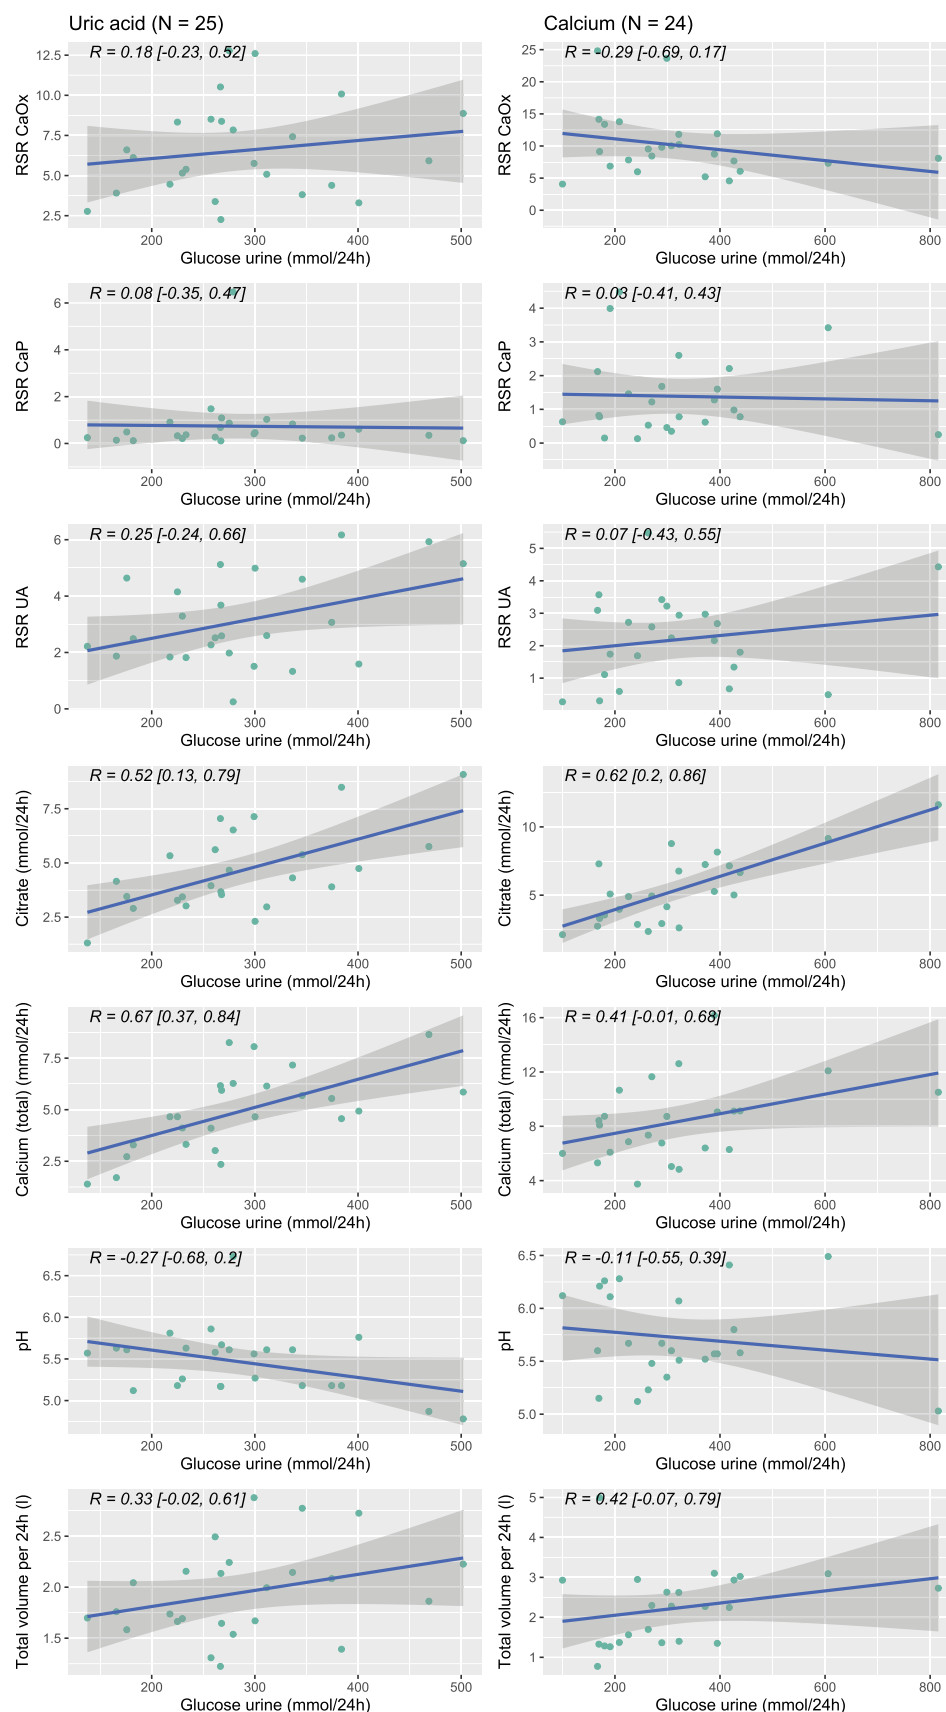 Uric acid (N = 25)
Calcium (N = 24)
R = 0.18 [-0.23, 0.52]
RSR CaOx
12.5
10.0
7.5
5.0
2.5
200 300 400 500
Glucose urine (mmol/24h)
R = -0.29 [-0.69, 0.17]
RSR CaOx
25
20
15
10
5
0
200 400 600 800
Glucose urine (mmol/24h)
R = 0.08 [-0.35, 0.47]
RSR CaP
6
4
2
0
200 300 400 500
Glucose urine (mmol/24h)
R = 0.03 [-0.41, 0.43]
RSR CaP
4
3
2
1
0
200 400 600 800
Glucose urine (mmol/24h)
R = 0.25 [-0.24, 0.66]
RSR UA
6
4
2
0
200 300 400 500
Glucose urine (mmol/24h)
R = 0.07 [-0.43, 0.55]
RSR UA
5
4
3
2
1
200 400 600 800
Glucose urine (mmol/24h)
R = 0.52 [0.13, 0.79]
Citrate (mmol/24h)
7.5
5.0
2.5
200 300 400 500
Glucose urine (mmol/24h)
R = 0.62 [0.2, 0.86]
Citrate (mmol/24h)
10
5
200 400 600 800
Glucose urine (mmol/24h)
R = 0.67 [0.37, 0.84]
Calcium (total) (mmol/24h)
7.5
5.0
2.5
200 300 400 500
Glucose urine (mmol/24h)
R = 0.41 [-0.01, 0.68]
Calcium (total) (mmol/24h)
16
12
8
4
200 400 600 800
Glucose urine (mmol/24h)
R = -0.27 [-0.68, 0.2]
pH
6.5
6.0
5.5
5.0
200 300 400 500
Glucose urine (mmol/24h)
R = -0.11 [-0.55, 0.39]
pH
6.5
6.0
5.5
5.0
200 400 600 800
Glucose urine (mmol/24h)
R = 0.33 [-0.02, 0.61]
Total volume per 24h (l)
2.5
2.0
1.5
200 300 400 500
Glucose urine (mmol/24h)
R = 0.42 [-0.07, 0.79]
Total volume per 24h (l)
5
4
3
2
1
200 400 600 800
Glucose urine (mmol/24h)